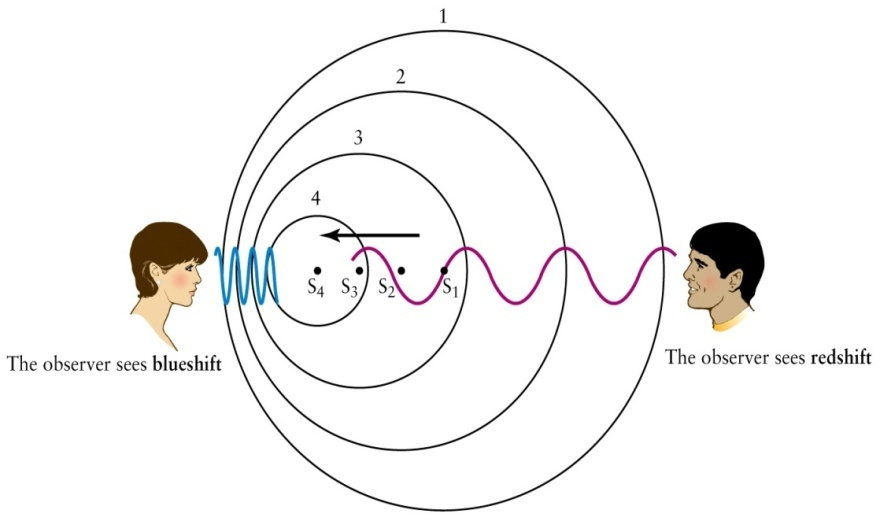 1
2
3
4
S₄ S₃ S₂ S₁
The observer sees blueshift
The observer sees redshift